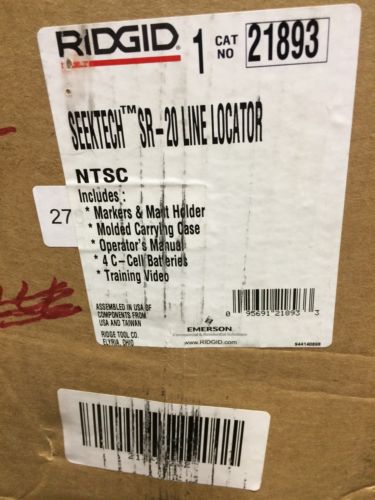 RIDGID
1 CAT NO 21893
SEEKTECH™ SR-20 LINE LOCATOR
NTSC
Includes :
* Markers & Mast Holder
* Molded Carrying Case
* Operator's Manual
* 4 C-Cell Batteries
* Training Video
27
ASSEMBLED IN USA OF
COMPONENTS FROM
USA AND TAIWAN
RIDGE TOOL CO.
ELYRIA, OHIO
EMERSON
www.RIDGID.com
0 95691 21893 3